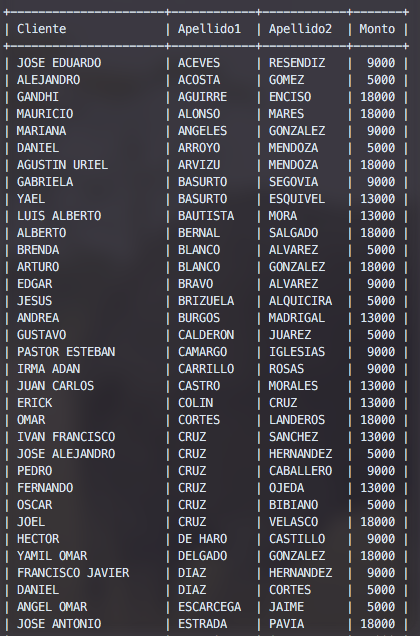 Cliente Apellido1 Apellido2 Monto
JOSE EDUARDO ACEVES RESENDIZ 9000
ALEJANDRO ACOSTA GOMEZ 5000
GANDHI AGUIRRE ENCISO 18000
MAURICIO ALONSO MARES 18000
MARIANA ANGELES GONZALEZ 9000
DANIEL ARROYO MENDOZA 5000
AGUSTIN URIEL ARVIZU MENDOZA 18000
GABRIELA BASURTO SEGOVIA 9000
YAEL BASURTO ESQUIVEL 13000
LUIS ALBERTO BAUTISTA MORA 13000
ALBERTO BERNAL SALGADO 18000
BRENDA BLANCO ALVAREZ 5000
ARTURO BLANCO GONZALEZ 18000
EDGAR BRAVO ALVAREZ 9000
JESUS BRIZUELA ALQUICIRA 5000
ANDREA BURGOS MADRIGAL 13000
GUSTAVO CALDERON JUAREZ 5000
PASTOR ESTEBAN CAMARGO IGLESIAS 9000
IRMA ADAN CARRILLO ROSAS 9000
JUAN CARLOS CASTRO MORALES 13000
ERICK COLIN CRUZ 13000
OMAR CORTES LANDEROS 18000
IVAN FRANCISCO CRUZ SANCHEZ 13000
JOSE ALEJANDRO CRUZ HERNANDEZ 5000
PEDRO CRUZ CABALLERO 9000
FERNANDO CRUZ OJEDA 13000
OSCAR CRUZ BIBIANO 5000
JOEL CRUZ VELASCO 18000
HECTOR DE HARO CASTILLO 9000
YAMIL OMAR DELGADO GONZALEZ 18000
FRANCISCO JAVIER DIAZ HERNANDEZ 9000
DANIEL DIAZ CORTES 5000
ANGEL OMAR ESCARCEGA JAIME 5000
JOSE ANTONIO ESTRADA PAVIA 18000